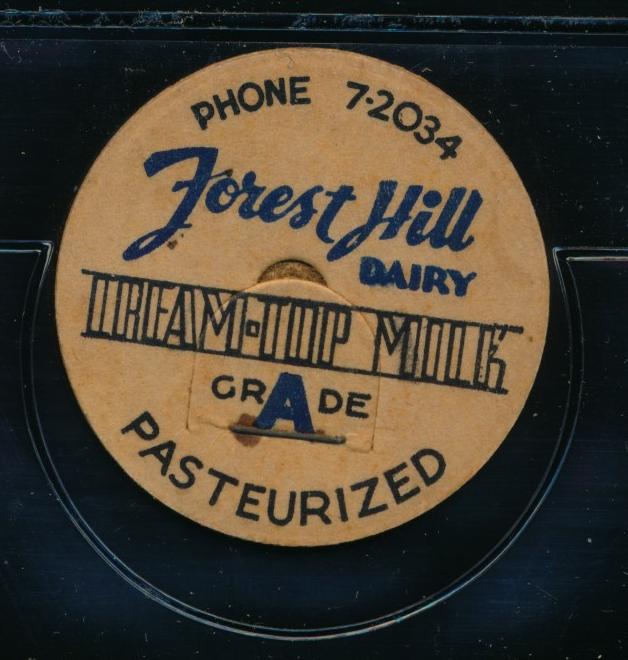 PHONE 7-2034
Forest Hill
DAIRY
CREAM-TOP MILK
GRADE A
PASTEURIZED